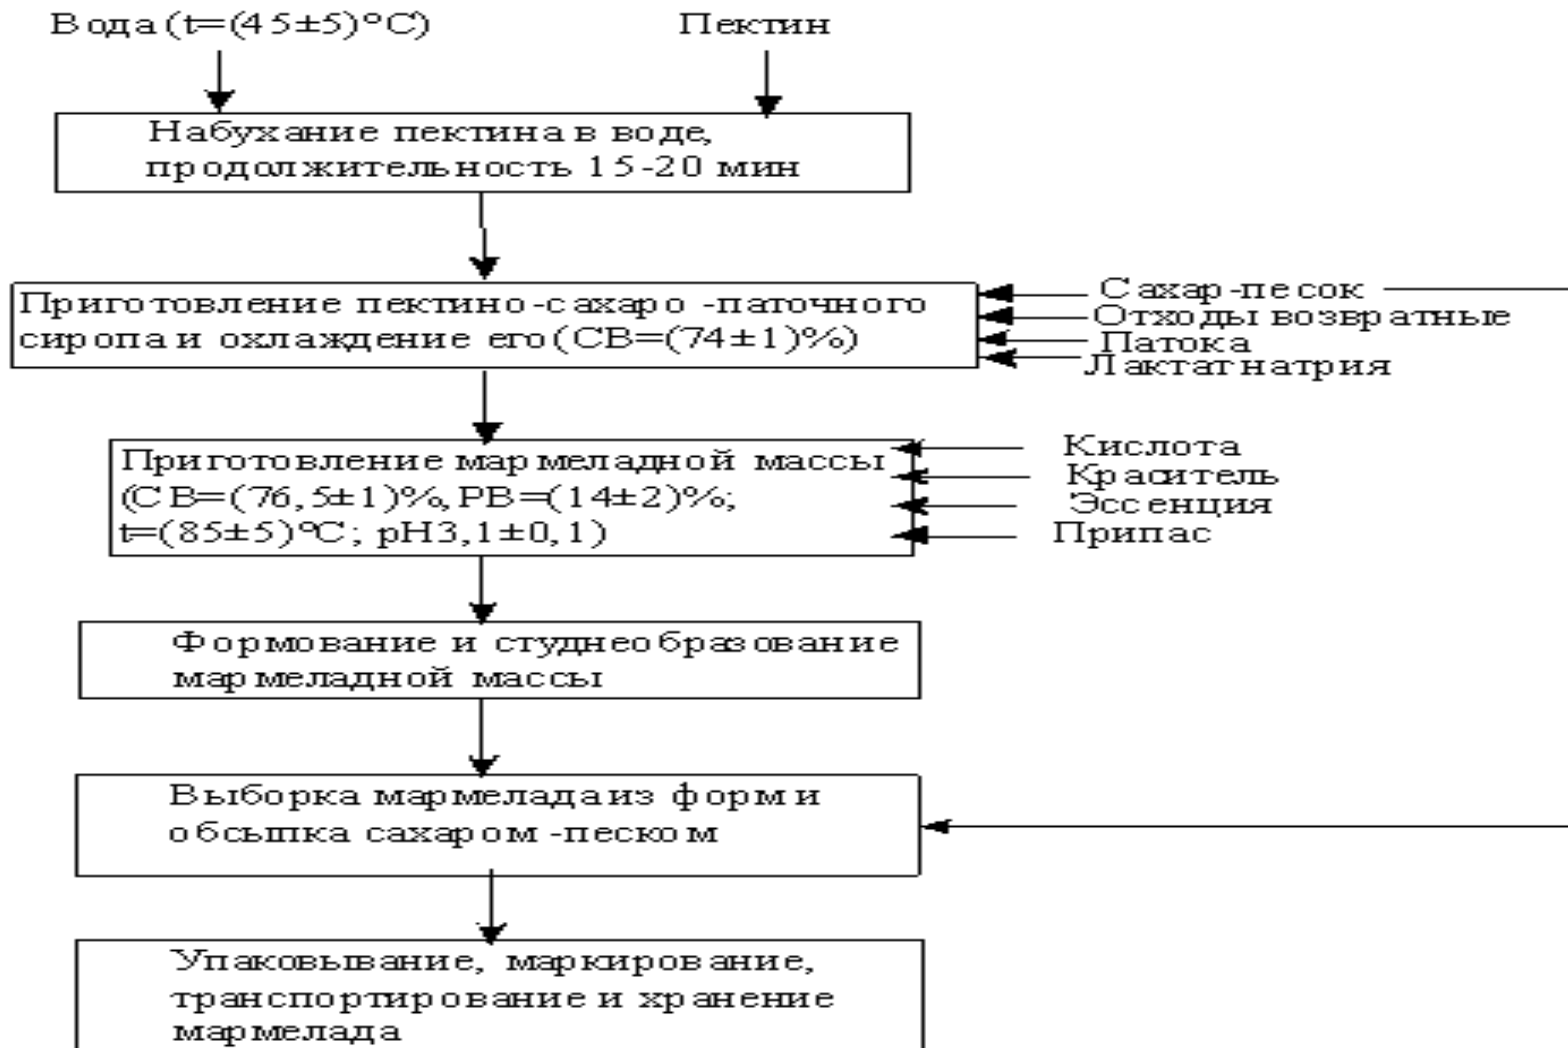 Вода (t=(45±5)°С) Пектин
Набухание пектина в воде,
продолжительность 15-20 мин
Приготовление пектино-сахаро -паточного
сиропа и охлаждение его (СВ=(74±1)%)
Сахар-песок
Отходы возвратные
Патока
Лактат натрия
Приготовление мармеладной массы
(СВ=(76,5±1)%, РВ=(14±2)%;
t=(85±5)°С; рН3,1±0,1)
Кислота
Краситель
Эссенция
Припас
Формование и студнеобразование
мармеладной массы
Выборка мармелада из форм и
обсыпка сахаром -песком
Упаковывание, маркирование,
транспортирование и хранение
мармелада